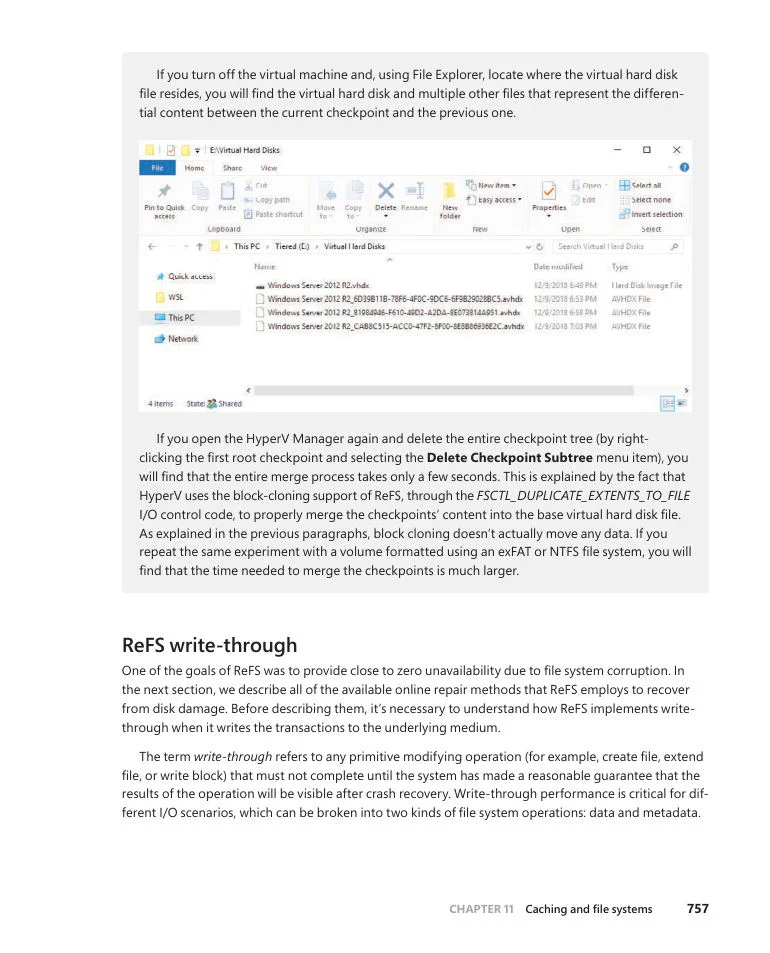 If you turn off the virtual machine and, using File Explorer, locate where the virtual hard disk
file resides, you will find the virtual hard disk and multiple other files that represent the differen-
tial content between the current checkpoint and the previous one.
E:\Virtual Hard Disks
File Home Share View
Pin to Quick access
Copy
Paste
Cut
Copy path
Paste shortcut
Clipboard
Move to
Copy to
Delete
Rename
Organize
New folder
New item
Easy access
New
Properties
Open
Edit
Open
Select all
Select none
Invert selection
Select
This PC > Tiered (E:) > Virtual Hard Disks
Search Virtual Hard Disks
Name Date modified Type
Quick access
WSL
This PC
Network
Windows Server 2012 R2.vhdx 12/9/2018 6:49 PM Hard Disk Image File
Windows Server 2012 R2_6D39B11B-78F6-4F0C-9DC6-6F9B29028BC5.avhdx 12/9/2018 6:53 PM AVHDX File
Windows Server 2012 R2_81984946-F610-49D2-A2DA-8E073814A951.avhdx 12/9/2018 6:58 PM AVHDX File
Windows Server 2012 R2_CAB8C515-ACC0-47F2-8F00-8E8B86936E2C.avhdx 12/9/2018 7:03 PM AVHDX File
4 items State: Shared
If you open the HyperV Manager again and delete the entire checkpoint tree (by right-
clicking the first root checkpoint and selecting the Delete Checkpoint Subtree menu item), you
will find that the entire merge process takes only a few seconds. This is explained by the fact that
HyperV uses the block-cloning support of ReFS, through the FSCTL_DUPLICATE_EXTENTS_TO_FILE
I/O control code, to properly merge the checkpoints’ content into the base virtual hard disk file.
As explained in the previous paragraphs, block cloning doesn’t actually move any data. If you
repeat the same experiment with a volume formatted using an exFAT or NTFS file system, you will
find that the time needed to merge the checkpoints is much larger.
ReFS write-through
One of the goals of ReFS was to provide close to zero unavailability due to file system corruption. In
the next section, we describe all of the available online repair methods that ReFS employs to recover
from disk damage. Before describing them, it’s necessary to understand how ReFS implements write-
through when it writes the transactions to the underlying medium.
The term write-through refers to any primitive modifying operation (for example, create file, extend
file, or write block) that must not complete until the system has made a reasonable guarantee that the
results of the operation will be visible after crash recovery. Write-through performance is critical for dif-
ferent I/O scenarios, which can be broken into two kinds of file system operations: data and metadata.
CHAPTER 11 Caching and file systems 757